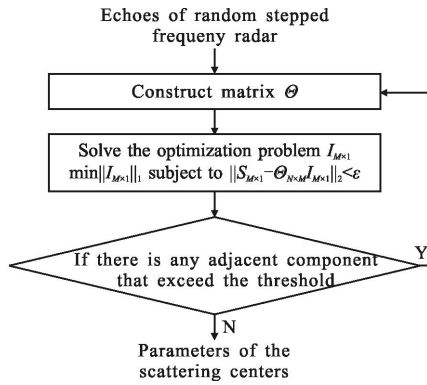 Echoes of random stepped
frequeny radar
Construct matrix Θ
Solve the optimization problem I_{M×1}
min||I_{M×1}||_1 subject to ||S_{M×1}−Θ_{N×M}I_{M×1}||_2<ε
If there is any adjacent component
that exceed the threshold
Y
N
Parameters of the
scattering centers